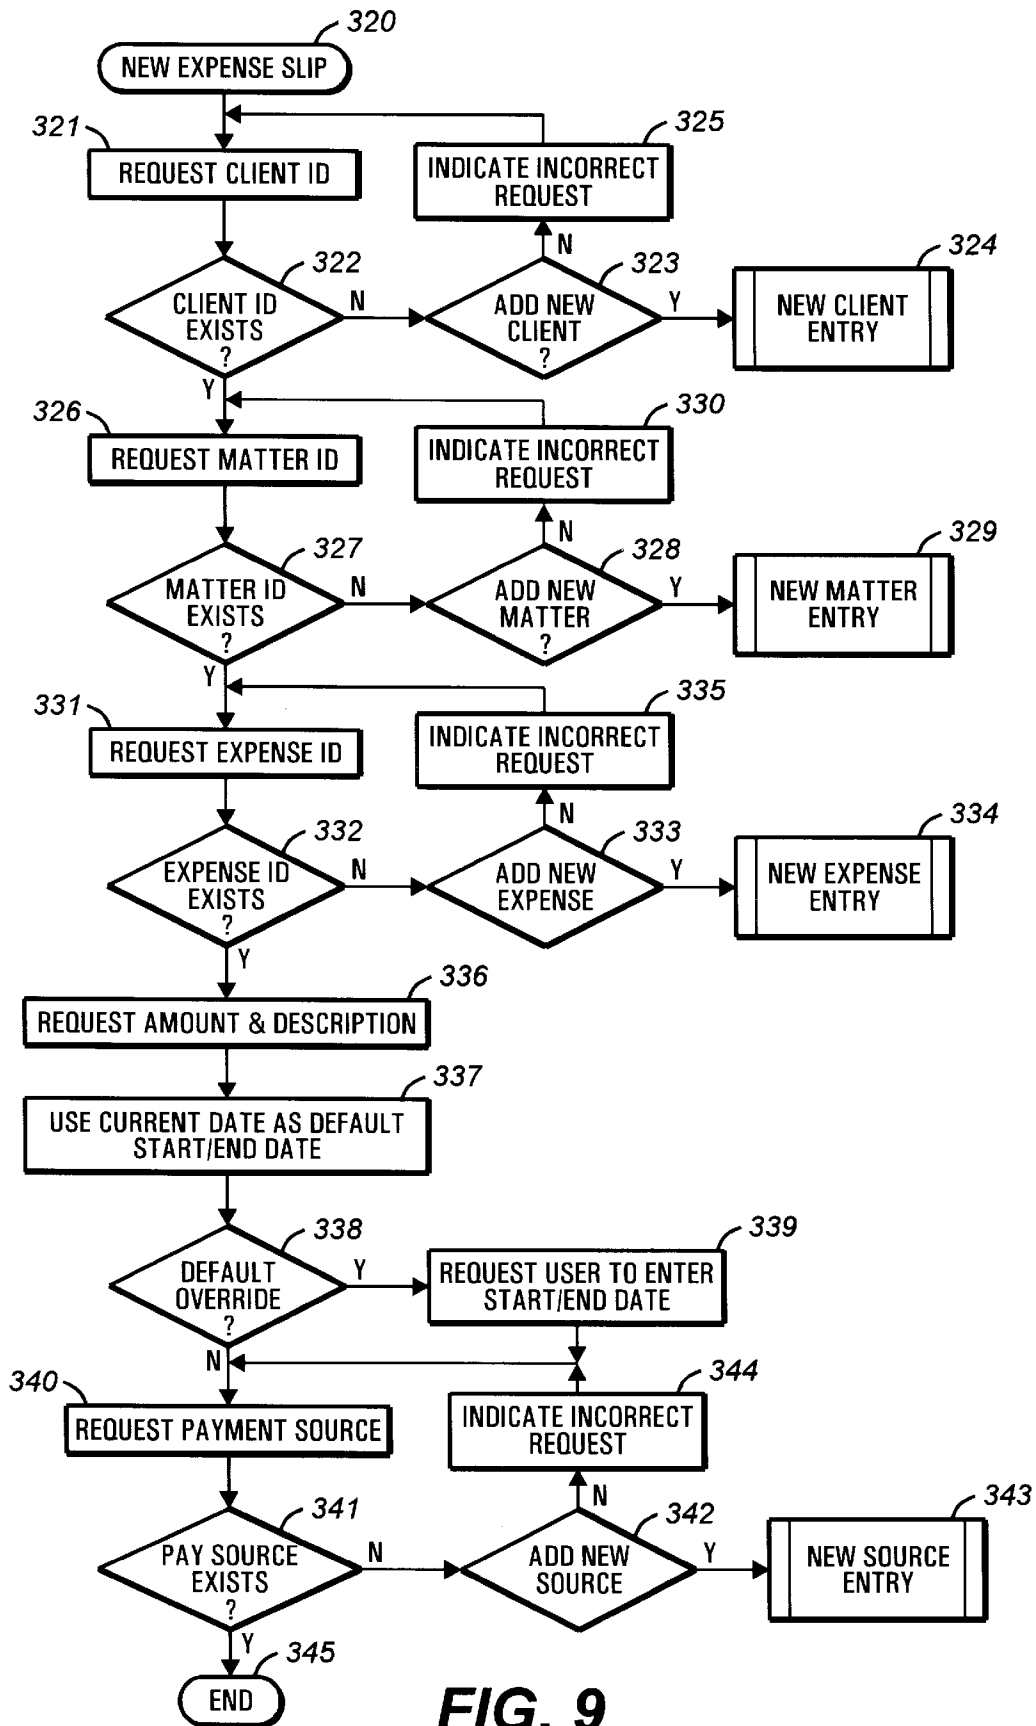 320
NEW EXPENSE SLIP
321
REQUEST CLIENT ID
325
INDICATE INCORRECT
REQUEST
N
322
CLIENT ID
EXISTS
?
N
323
ADD NEW
CLIENT
?
Y
324
NEW CLIENT
ENTRY
Y
326
REQUEST MATTER ID
330
INDICATE INCORRECT
REQUEST
N
327
MATTER ID
EXISTS
?
N
328
ADD NEW
MATTER
?
Y
329
NEW MATTER
ENTRY
Y
331
REQUEST EXPENSE ID
335
INDICATE INCORRECT
REQUEST
N
332
EXPENSE ID
EXISTS
?
N
333
ADD NEW
EXPENSE
Y
334
NEW EXPENSE
ENTRY
Y
336
REQUEST AMOUNT & DESCRIPTION
337
USE CURRENT DATE AS DEFAULT
START/END DATE
338
DEFAULT
OVERRIDE
?
Y
339
REQUEST USER TO ENTER
START/END DATE
N
340
REQUEST PAYMENT SOURCE
344
INDICATE INCORRECT
REQUEST
N
341
PAY SOURCE
EXISTS
?
N
342
ADD NEW
SOURCE
Y
343
NEW SOURCE
ENTRY
Y
345
END
FIG. 9